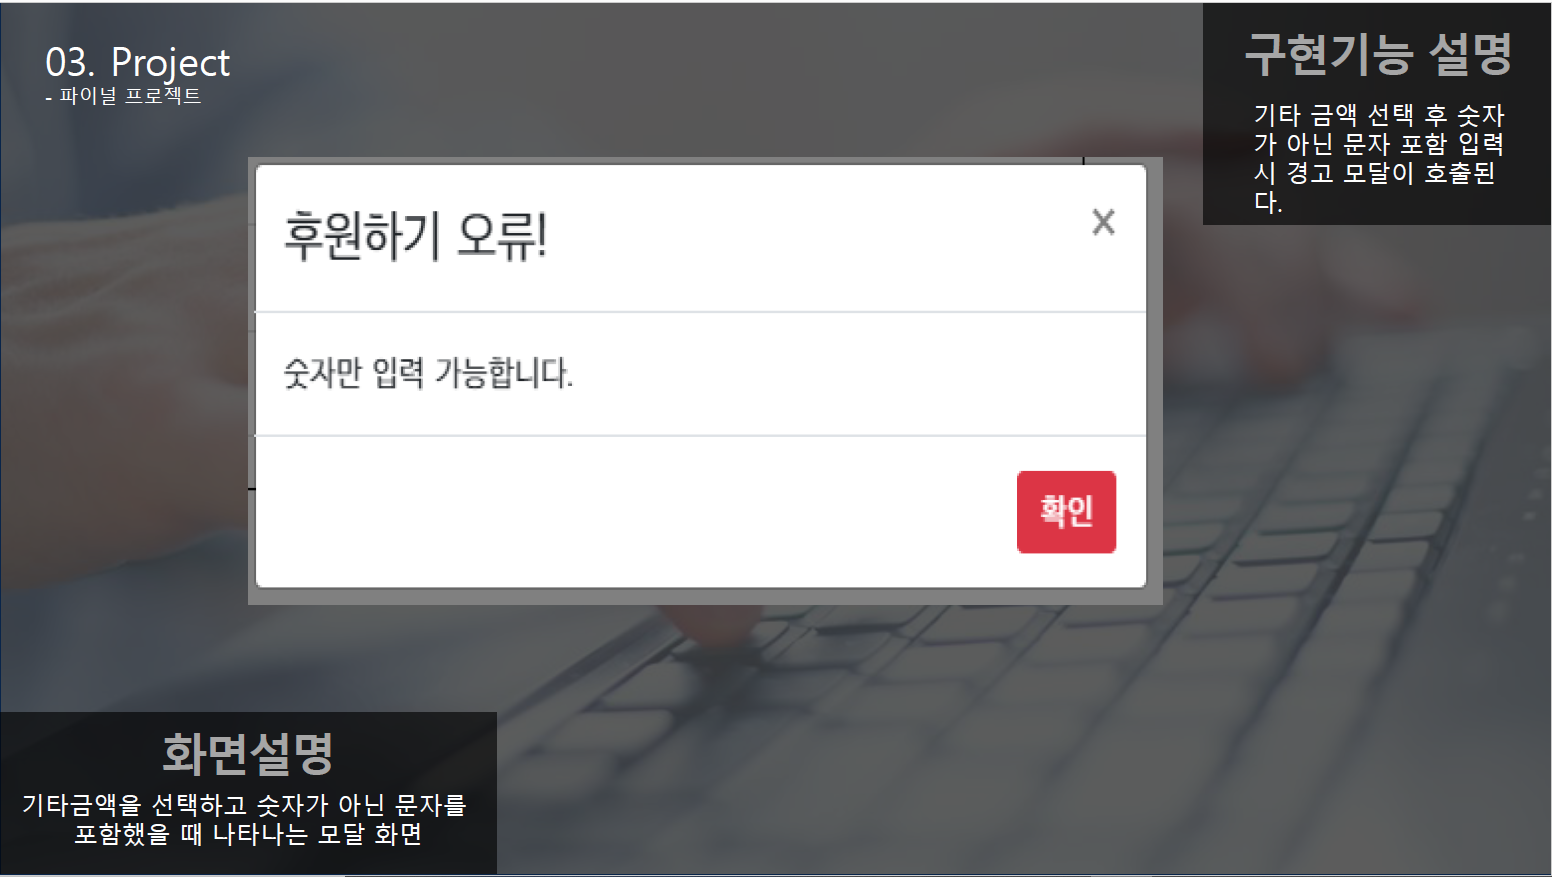 03. Project
- 파이널 프로젝트
구현기능 설명
기타 금액 선택 후 숫자
가 아닌 문자 포함 입력
시 경고 모달이 호출된
다.
후원하기 오류!
×
숫자만 입력 가능합니다.
확인
화면설명
기타금액을 선택하고 숫자가 아닌 문자를
포함했을 때 나타나는 모달 화면